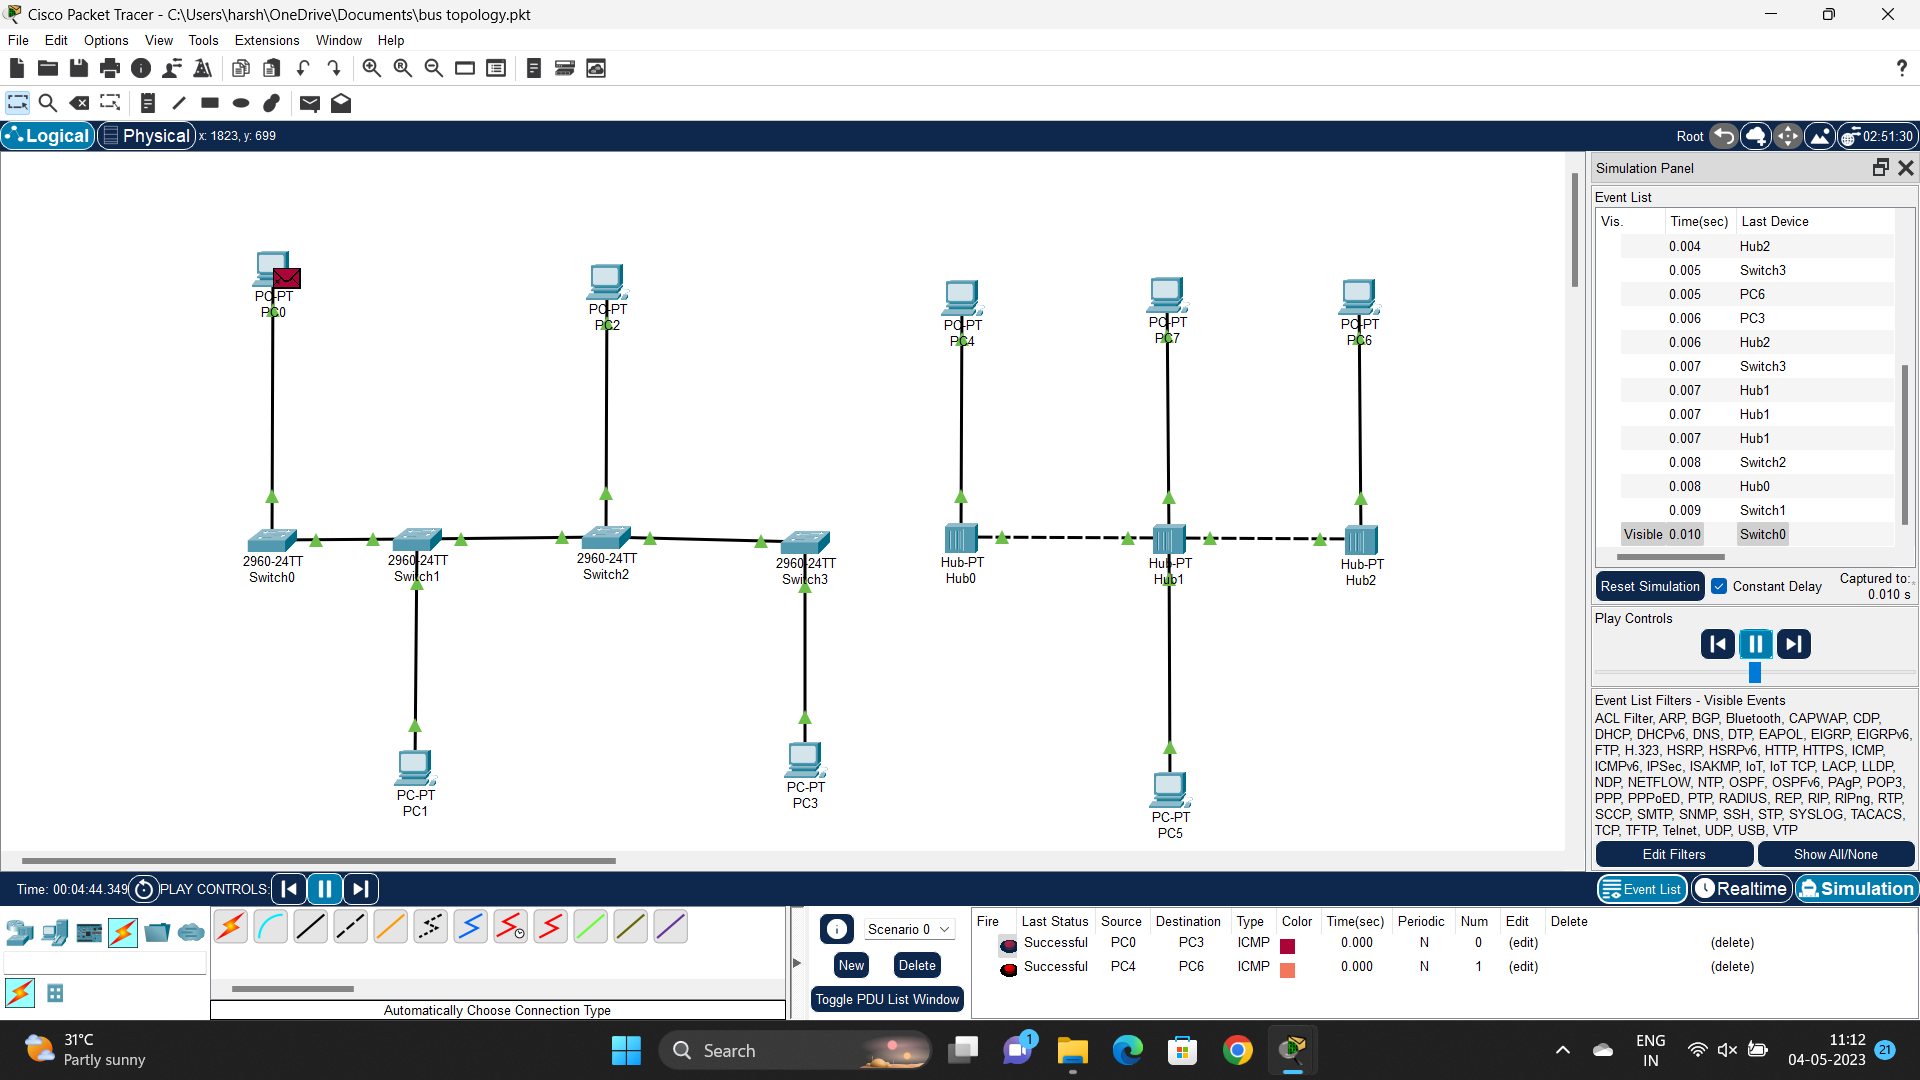 Cisco Packet Tracer - C:\Users\harsh\OneDrive\Documents\bus topology.pkt
File Edit Options View Tools Extensions Window Help
?
Logical Physical x: 1823, y: 699 Root 02:51:30
Simulation Panel
Event List
Vis. Time(sec) Last Device
0.004 Hub2
0.005 Switch3
0.005 PC6
0.006 PC3
0.006 Hub2
0.007 Switch3
0.007 Hub1
0.007 Hub1
0.007 Hub1
0.008 Switch2
0.008 Hub0
0.009 Switch1
Visible 0.010 Switch0
Reset Simulation Constant Delay Captured to:
0.010 s
Play Controls
Event List Filters - Visible Events
ACL Filter, ARP, BGP, Bluetooth, CAPWAP, CDP,
DHCP, DHCPv6, DNS, DTP, EAPOL, EIGRP, EIGRPv6,
FTP, H.323, HSRP, HSRPv6, HTTP, HTTPS, ICMP,
ICMPv6, IPSec, ISAKMP, IoT, IoT TCP, LACP, LLDP,
NDP, NETFLOW, NTP, OSPF, OSPFv6, PAgP, POP3,
PPP, PPPoED, PTP, RADIUS, REP, RIP, RIPng, RTP,
SCCP, SMTP, SNMP, SSH, STP, SYSLOG, TACACS,
TCP, TFTP, Telnet, UDP, USB, VTP
Edit Filters Show All/None
PC-PT
PC0
PC-PT
PC2
PC-PT
PC4
PC-PT
PC7
PC-PT
PC6
2960-24TT
Switch0
2960-24TT
Switch1
2960-24TT
Switch2
2960-24TT
Switch3
Hub-PT
Hub0
Hub-PT
Hub1
Hub-PT
Hub2
PC-PT
PC1
PC-PT
PC3
PC-PT
PC5
Time: 00:04:44.349 PLAY CONTROLS: Event List Realtime Simulation
Scenario 0
New Delete
Toggle PDU List Window
Fire Last Status Source Destination Type Color Time(sec) Periodic Num Edit Delete
Successful PC0 PC3 ICMP 0.000 N 0 (edit) (delete)
Successful PC4 PC6 ICMP 0.000 N 1 (edit) (delete)
Automatically Choose Connection Type
31°C
Partly sunny
Search
1
ENG
IN
11:12
04-05-2023
21